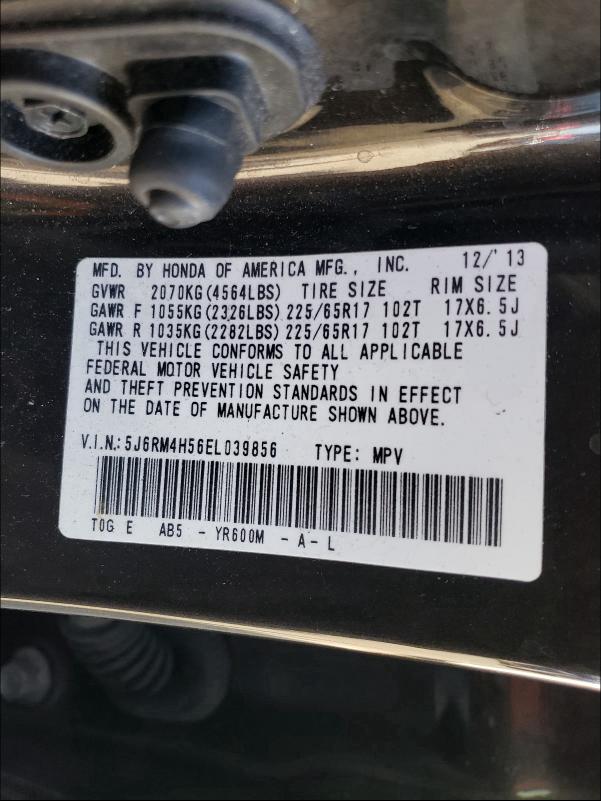 MFD. BY HONDA OF AMERICA MFG., INC. 12/'13
GVWR 2070KG(4564LBS) TIRE SIZE RIM SIZE
GAWR F 1055KG(2326LBS) 225/65R17 102T 17X6.5J
GAWR R 1035KG(2282LBS) 225/65R17 102T 17X6.5J
THIS VEHICLE CONFORMS TO ALL APPLICABLE
FEDERAL MOTOR VEHICLE SAFETY
AND THEFT PREVENTION STANDARDS IN EFFECT
ON THE DATE OF MANUFACTURE SHOWN ABOVE.
V.I.N.:5J6RM4H56EL039856 TYPE: MPV
TOG E AB5 - YR600M - A - L